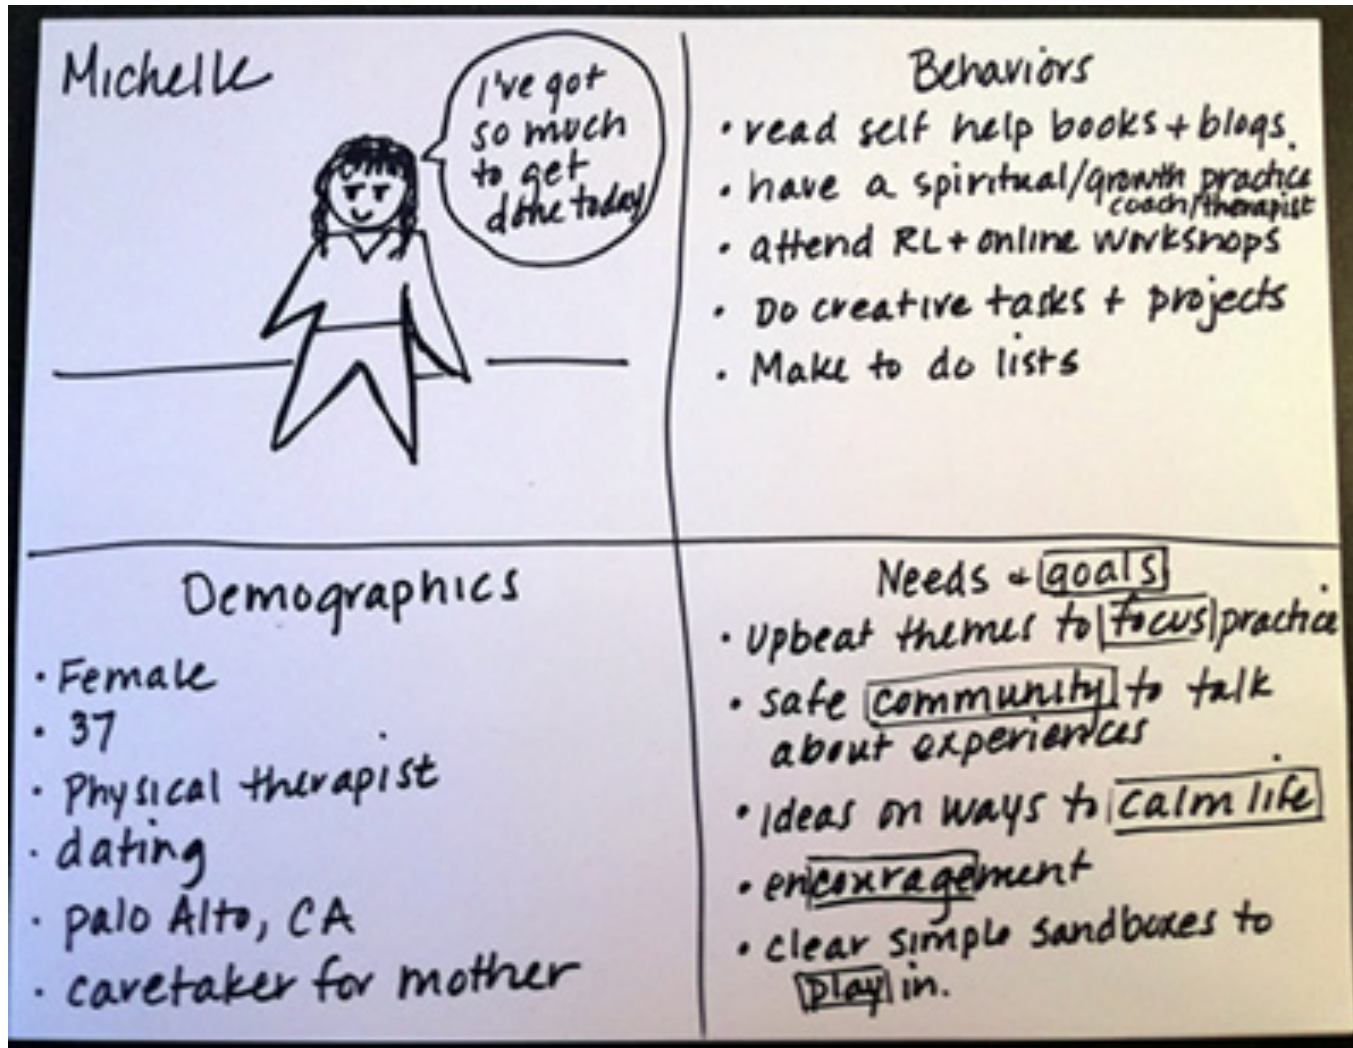 Michelle
I've got
so much
to get
done today
Behaviors
• read self help books + blogs.
• have a spiritual/growth practice
coach/therapist
• attend RL + online workshops
• Do creative tasks + projects
• Make to do lists
Demographics
• Female
• 37
• Physical therapist
• dating
• palo Alto, CA
• caretaker for mother
Needs + goals
• Upbeat themes to focus practice
• safe community to talk
about experiences
• Ideas on ways to calm life
• encouragement
• clear simple sandboxes to
play in.